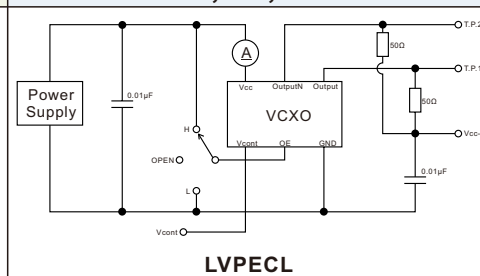 T.P.2
A
50Ω
T.P.1
Vcc
OutputN
Output
Power
Supply
0.01μF
50Ω
VCXO
H
Vcont
OE
GND
Vcc-
OPEN
0.01μF
L
Vcont
LVPECL